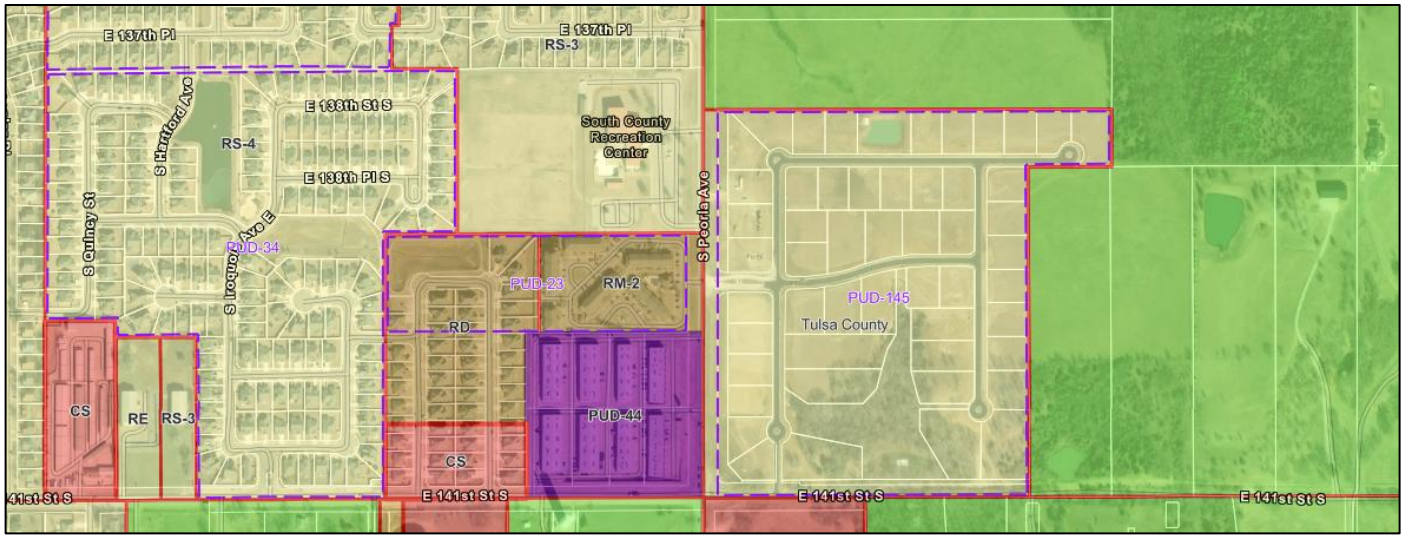 E 137th Pl
E 137th Pl
RS-3
S Hartford Ave
E 138th St S
South County
Recreation
Center
RS-4
E 138th Pl S
S Peoria Ave
S Quincy St
S Iroquois Ave E
PUD-34
PUD-23
RM-2
PUD-145
Tulsa County
RD
CS
RE
RS-3
PUD-44
CS
41st St S
E 141st St S
E 141st St S
E 141st St S